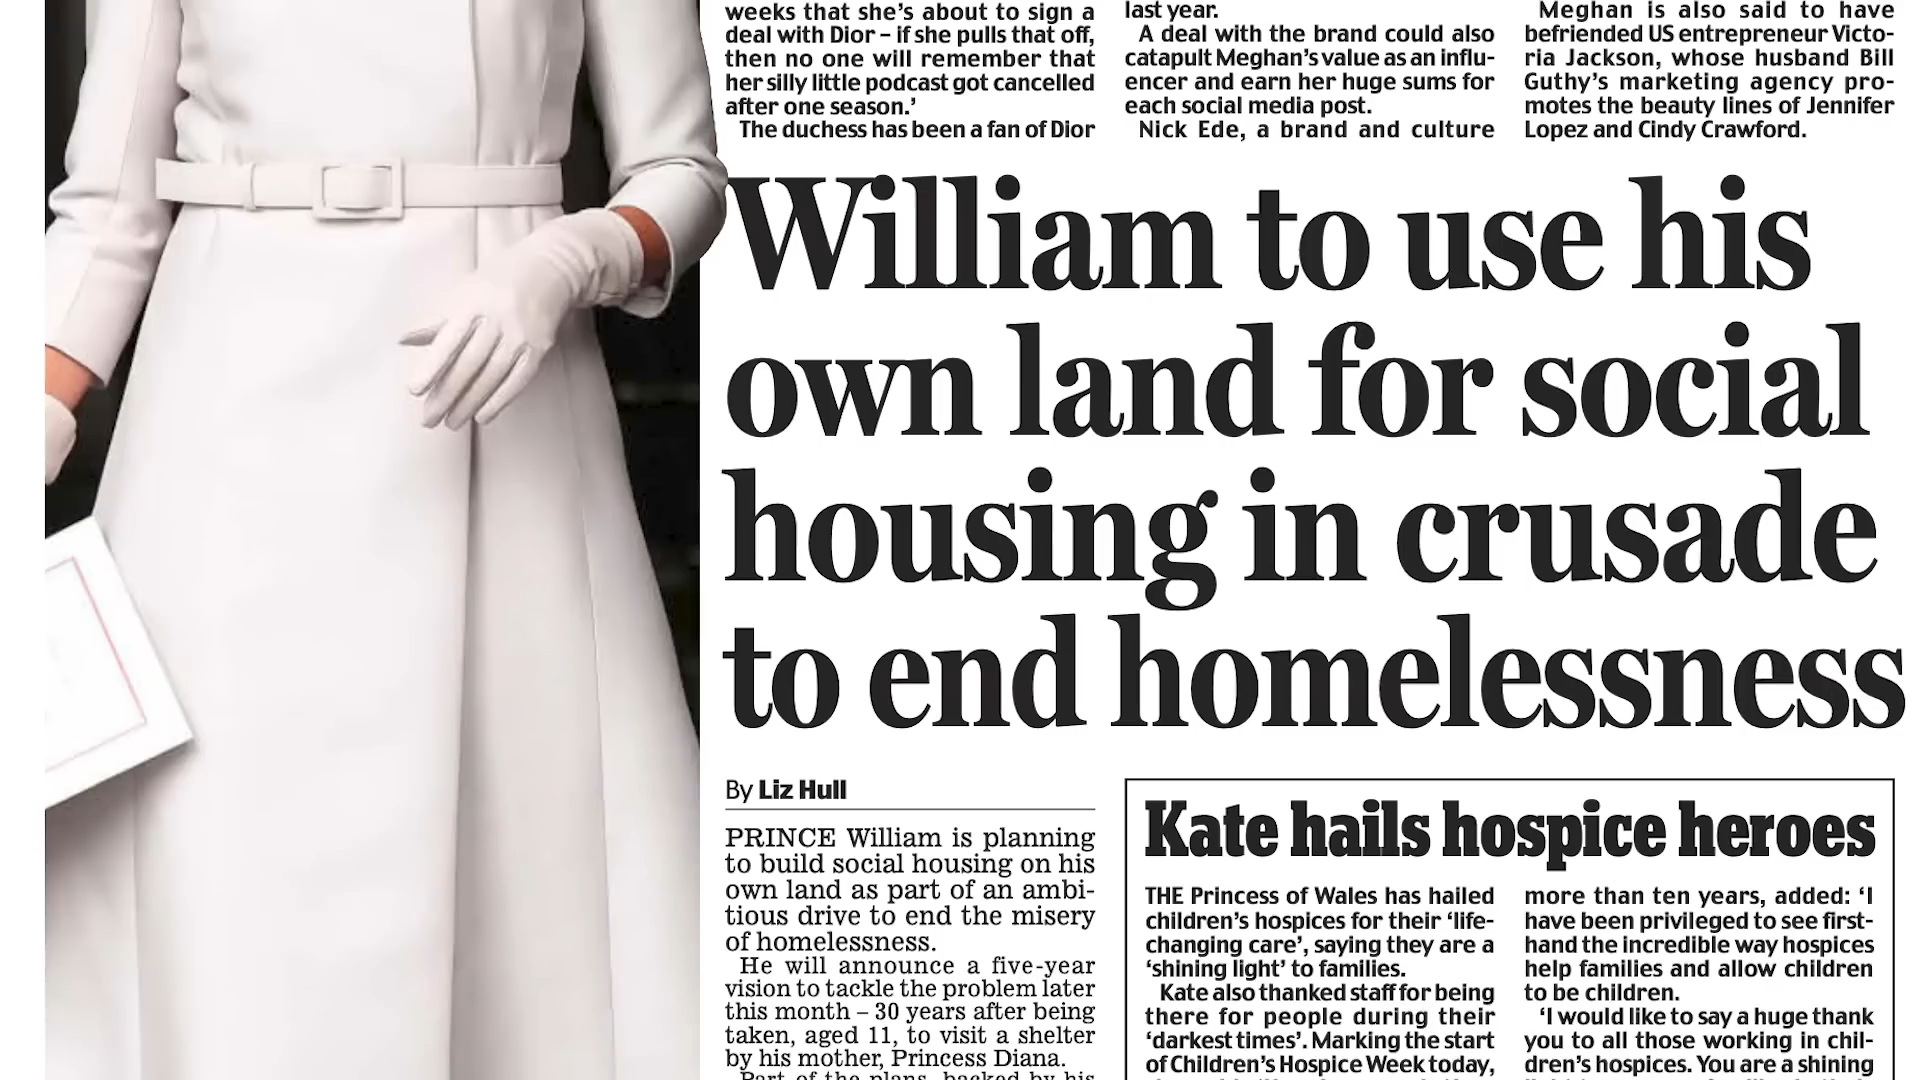 weeks that she's about to sign a
deal with Dior – if she pulls that off,
then no one will remember that
her silly little podcast got cancelled
after one season.'
The duchess has been a fan of Dior
last year.
A deal with the brand could also
catapult Meghan's value as an influ-
encer and earn her huge sums for
each social media post.
Nick Ede, a brand and culture
Meghan is also said to have
befriended US entrepreneur Victo-
ria Jackson, whose husband Bill
Guthy's marketing agency pro-
motes the beauty lines of Jennifer
Lopez and Cindy Crawford.
William to use his
own land for social
housing in crusade
to end homelessness
By Liz Hull
PRINCE William is planning
to build social housing on his
own land as part of an ambi-
tious drive to end the misery
of homelessness.
He will announce a five-year
vision to tackle the problem later
this month – 30 years after being
taken, aged 11, to visit a shelter
by his mother, Princess Diana.
Part of the plans, backed by his
Kate hails hospice heroes
THE Princess of Wales has hailed
children's hospices for their 'life-
changing care', saying they are a
'shining light' to families.
Kate also thanked staff for being
there for people during their
'darkest times'. Marking the start
of Children's Hospice Week today,
more than ten years, added: 'I
have been privileged to see first-
hand the incredible way hospices
help families and allow children
to be children.
'I would like to say a huge thank
you to all those working in chil-
dren's hospices. You are a shining